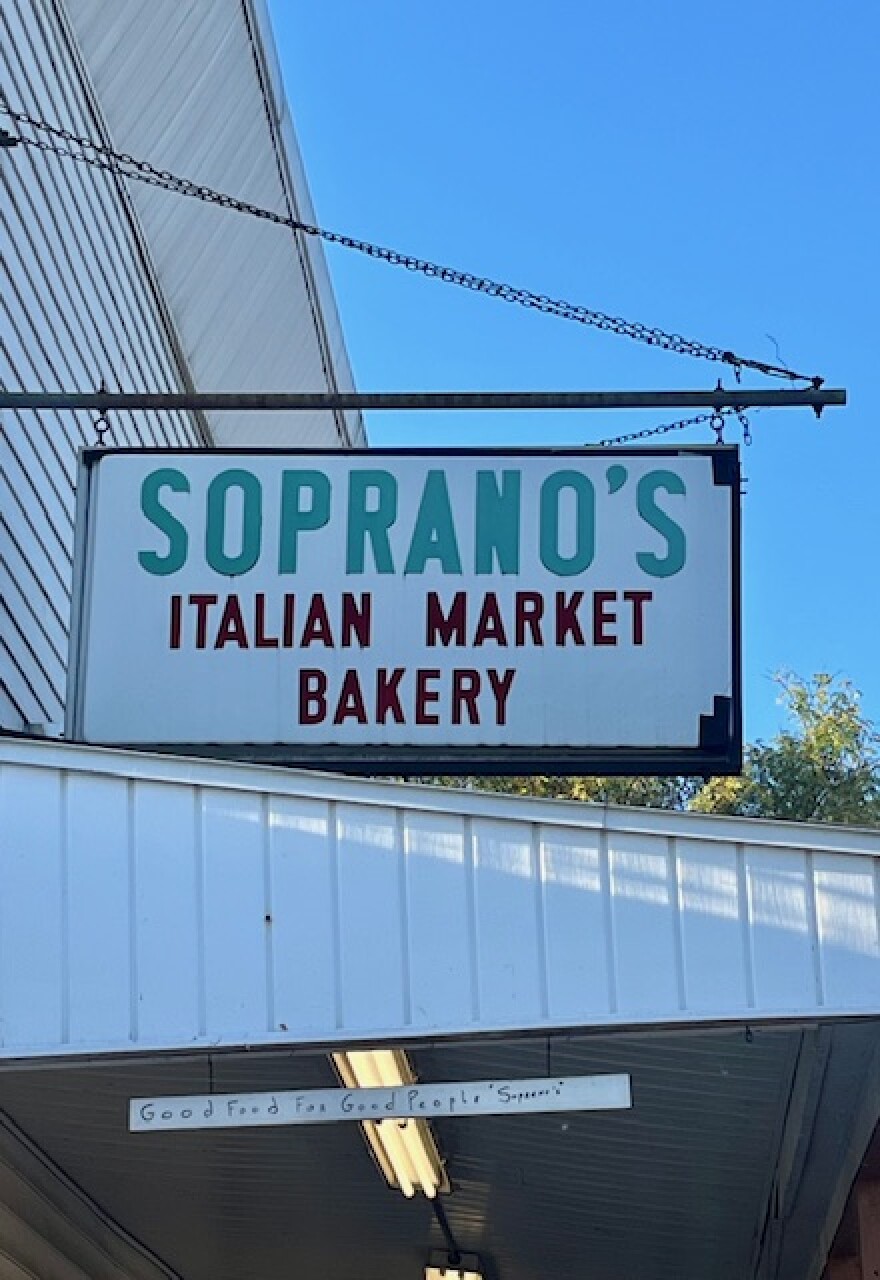 SOPRANO'S
ITALIAN MARKET
BAKERY
Good Food For Good People "Soprano's"